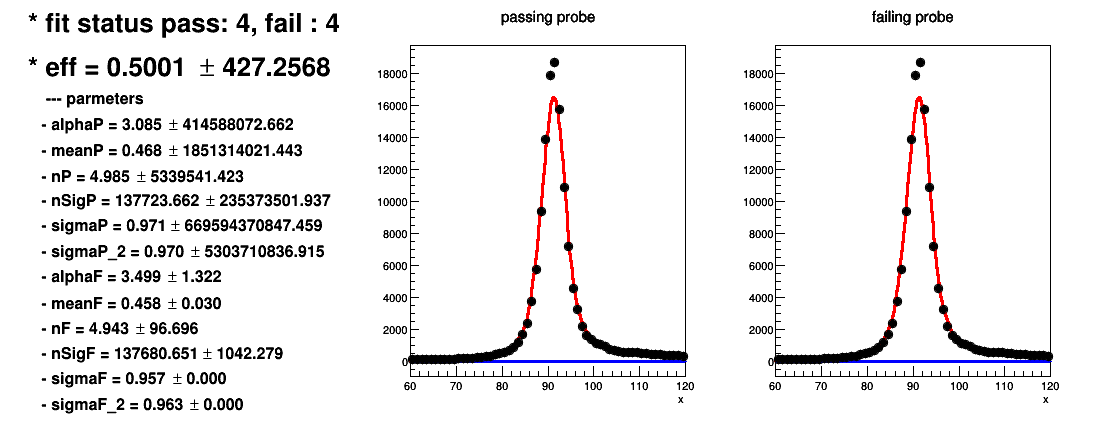 * fit status pass: 4, fail : 4
* eff = 0.5001 ± 427.2568
--- parmeters
- alphaP = 3.085 ± 414588072.662
- meanP = 0.468 ± 1851314021.443
- nP = 4.985 ± 5339541.423
- nSigP = 137723.662 ± 235373501.937
- sigmaP = 0.971 ± 669594370847.459
- sigmaP_2 = 0.970 ± 5303710836.915
- alphaF = 3.499 ± 1.322
- meanF = 0.458 ± 0.030
- nF = 4.943 ± 96.696
- nSigF = 137680.651 ± 1042.279
- sigmaF = 0.957 ± 0.000
- sigmaF_2 = 0.963 ± 0.000
passing probe
18000
16000
14000
12000
10000
8000
6000
4000
2000
0
60 70 80 90 100 110 120
x
failing probe
18000
16000
14000
12000
10000
8000
6000
4000
2000
0
60 70 80 90 100 110 120
x